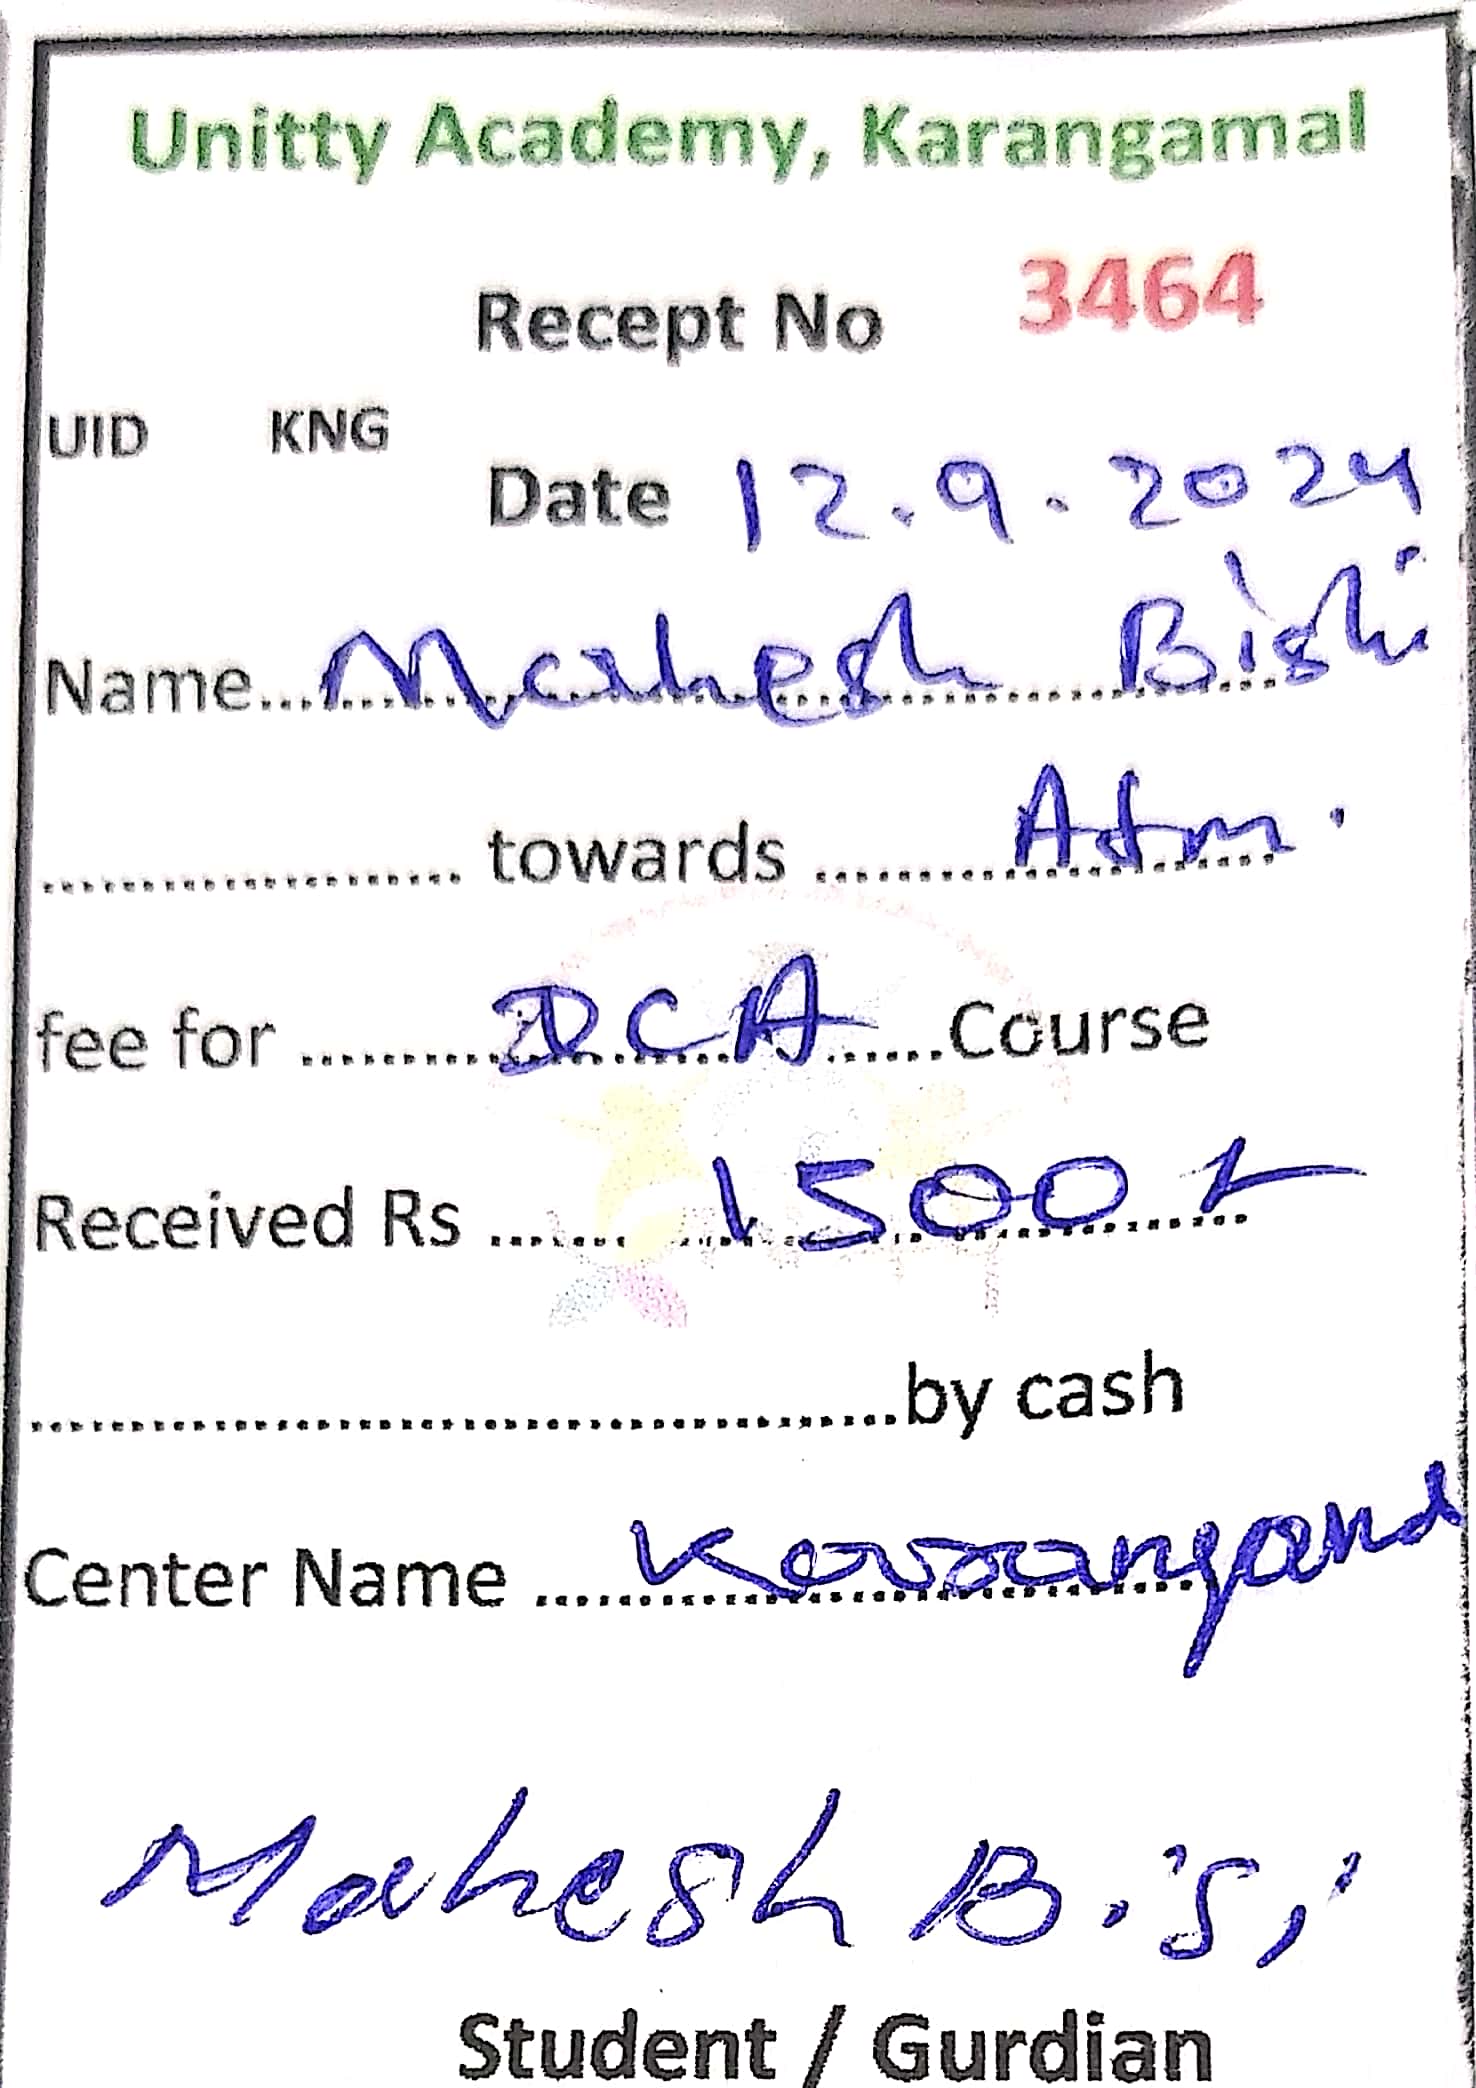 Unitty Academy, Karangamal
Recept No 3464
UID KNG
Date 12.9.2024
Name... Mahesh Bishi
.................... towards ......... Adm.
fee for ......... DCA ......Course
Received Rs ...... 1500/-
..........................................by cash
Center Name ......
Mahesh Bisi
Student / Gurdian